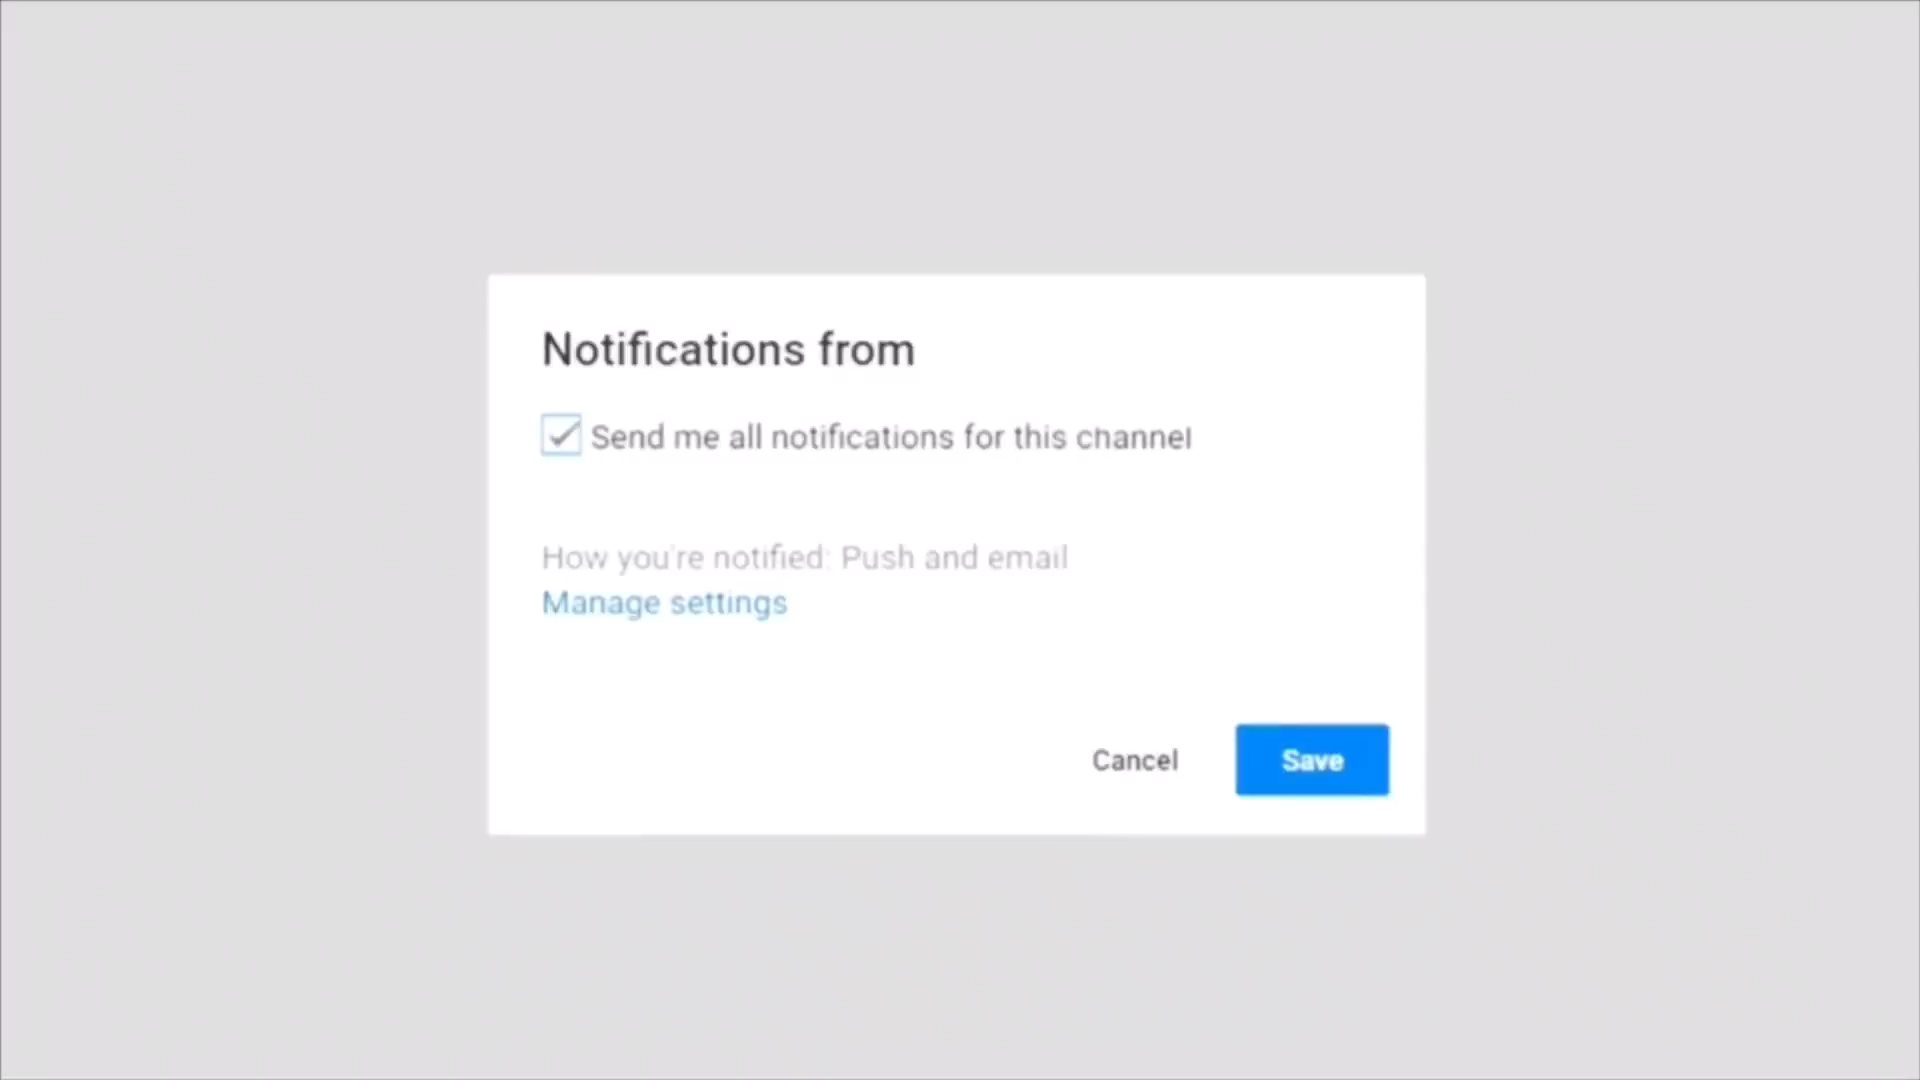 Notifications from
Send me all notifications for this channel
How you're notified: Push and email
Manage settings
Cancel
Save